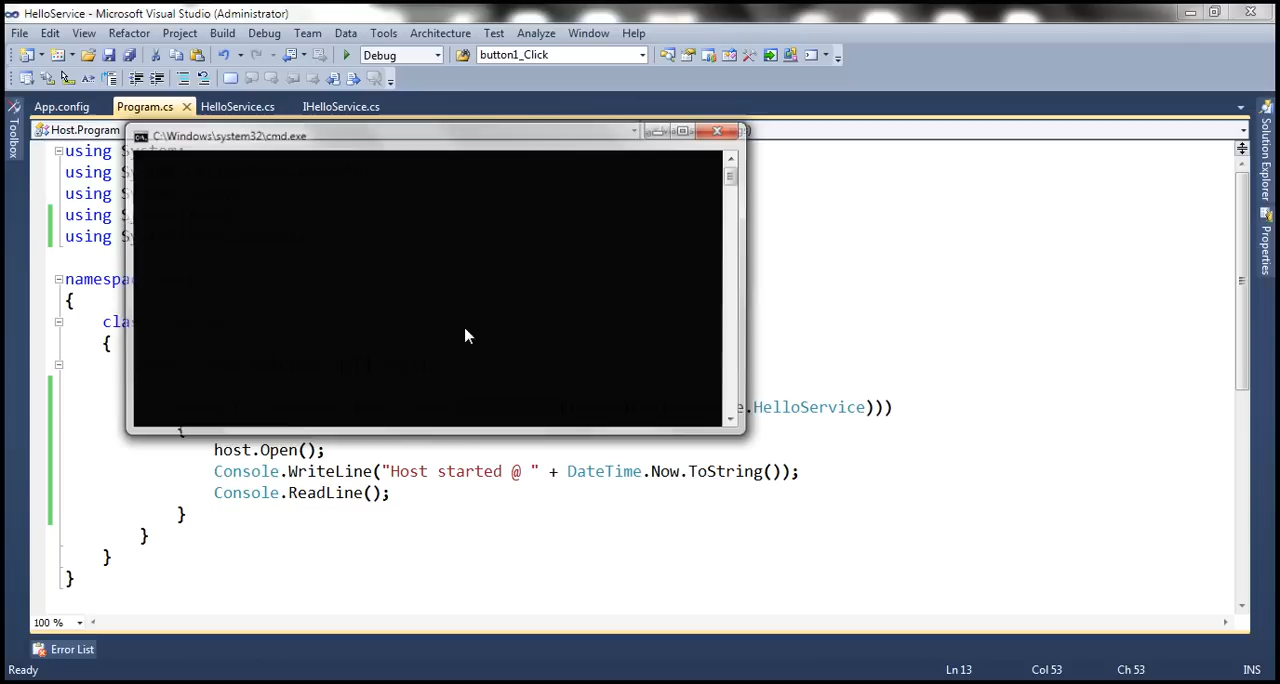 HelloService - Microsoft Visual Studio (Administrator)
File Edit View Refactor Project Build Debug Team Data Tools Architecture Test Analyze Window Help
Debug button1_Click
App.config Program.cs HelloService.cs IHelloService.cs
Host.Program
C:\Windows\system32\cmd.exe
using System;
using
using
using
using
namespace
{
class
{
e.HelloService)))
{
host.Open();
Console.WriteLine("Host started @ " + DateTime.Now.ToString());
Console.ReadLine();
}
}
}
}
100 %
Error List
Ready Ln 13 Col 53 Ch 53 INS
Toolbox
Solution Explorer
Properties